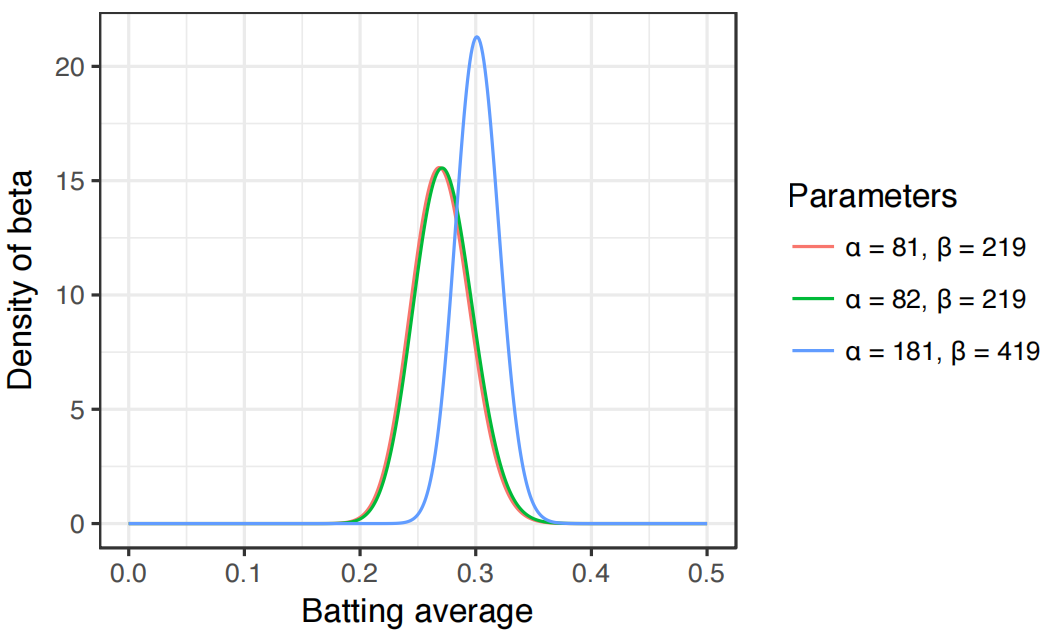 Density of beta
20
15
10
5
0
0.0 0.1 0.2 0.3 0.4 0.5
Batting average
Parameters
α = 81, β = 219
α = 82, β = 219
α = 181, β = 419